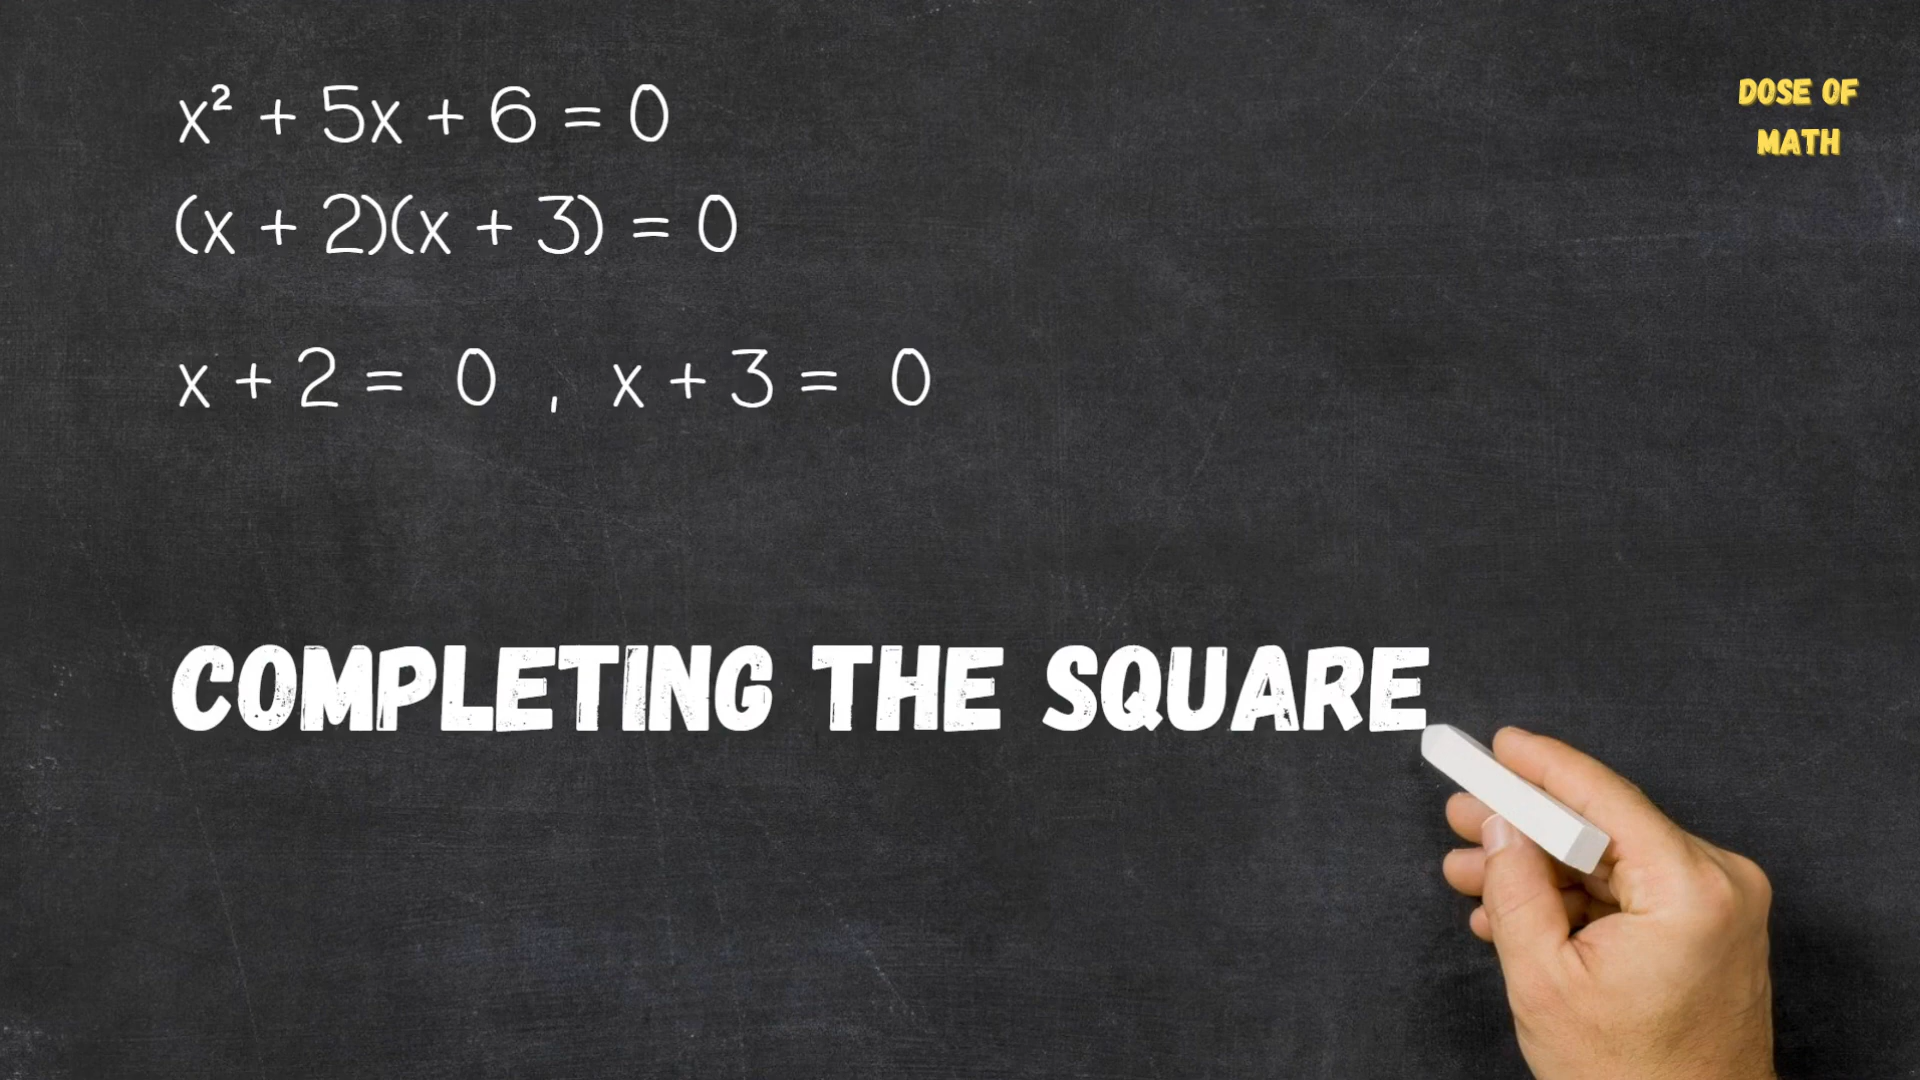 x² + 5x + 6 = 0
(x + 2)(x + 3) = 0
x + 2 = 0 , x + 3 = 0
COMPLETING THE SQUARE
DOSE OF
MATH